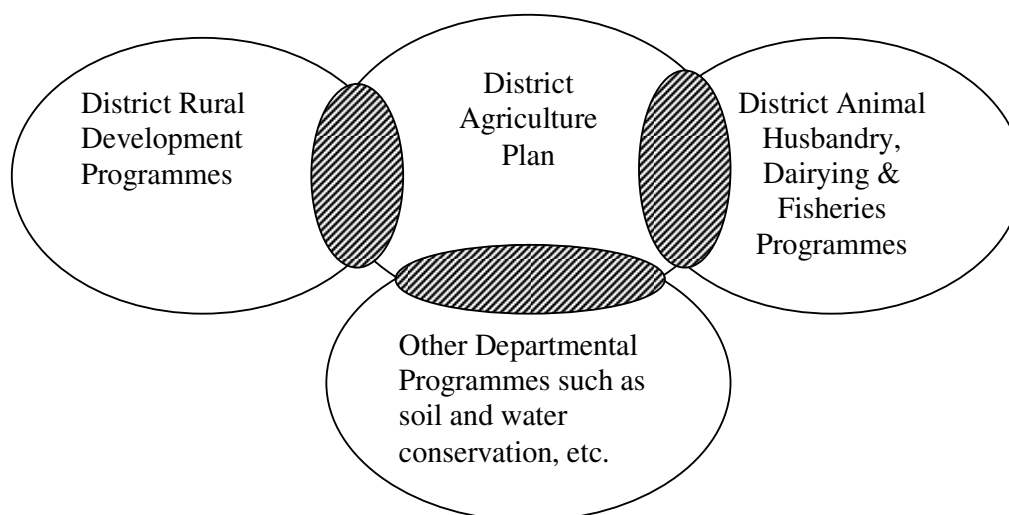 District Rural
Development
Programmes
District
Agriculture
Plan
District Animal
Husbandry,
Dairying &
Fisheries
Programmes
Other Departmental
Programmes such as
soil and water
conservation, etc.